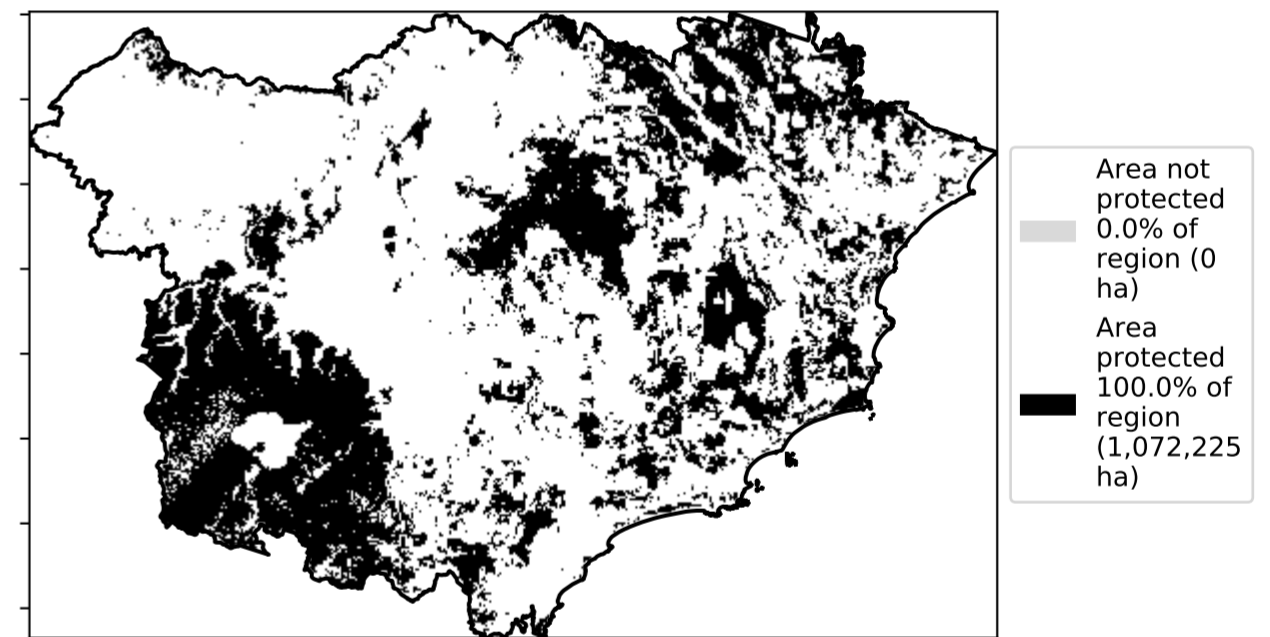 Area not
protected
0.0% of
region (0
ha)
Area
protected
100.0% of
region
(1,072,225
ha)